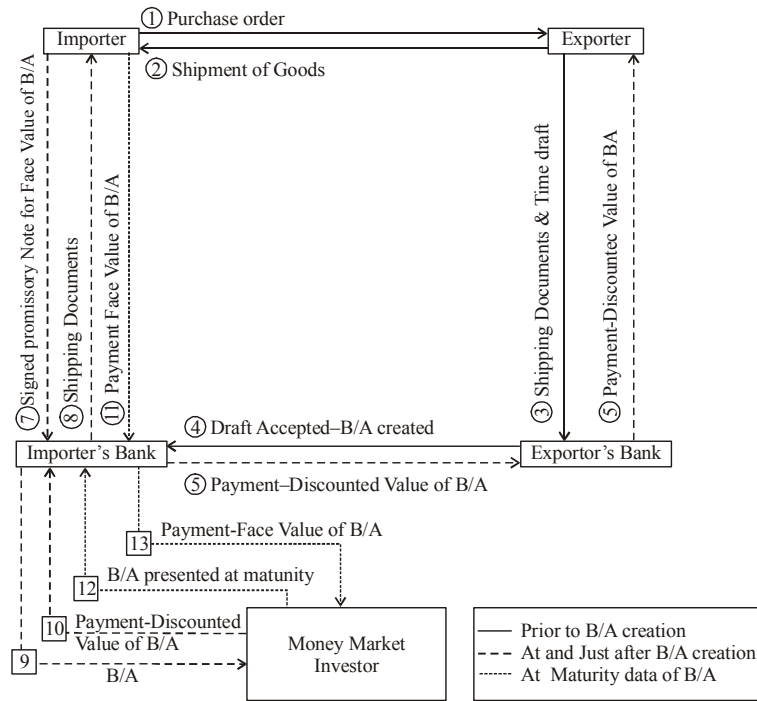 ① Purchase order
Importer
Exporter
② Shipment of Goods
⑦ Signed promissory Note for Face Value of B/A
⑧ Shipping Documents
⑪ Payment Face Value of B/A
③ Shipping Documents & Time draft
⑤ Payment-Discountec Value of BA
④ Draft Accepted–B/A created
Importer's Bank
Exportor's Bank
⑤ Payment–Discounted Value of B/A
13
Payment-Face Value of B/A
12
B/A presented at maturity
10
Payment-Discounted
Value of B/A
9
B/A
Money Market
Investor
Prior to B/A creation
At and Just after B/A creation
At Maturity data of B/A